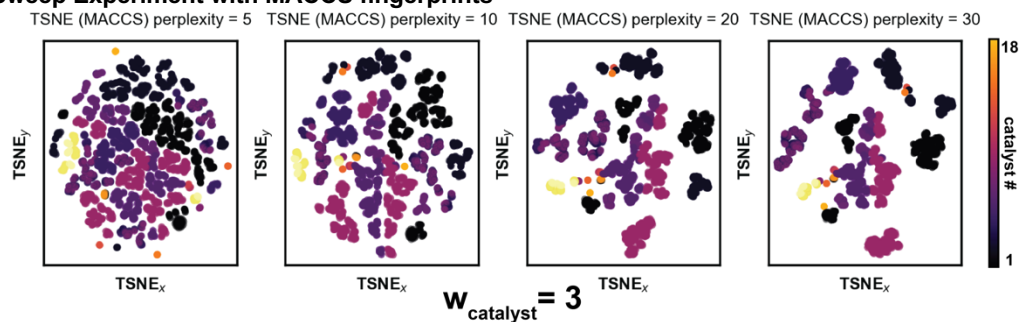 Sweep Experiment with MACCS fingerprints
TSNE (MACCS) perplexity = 5
TSNE (MACCS) perplexity = 10
TSNE (MACCS) perplexity = 20
TSNE (MACCS) perplexity = 30
TSNEy
TSNEy
TSNEy
TSNEy
18
catalyst #
1
TSNEx
TSNEx
TSNEx
TSNEx
wcatalyst= 3